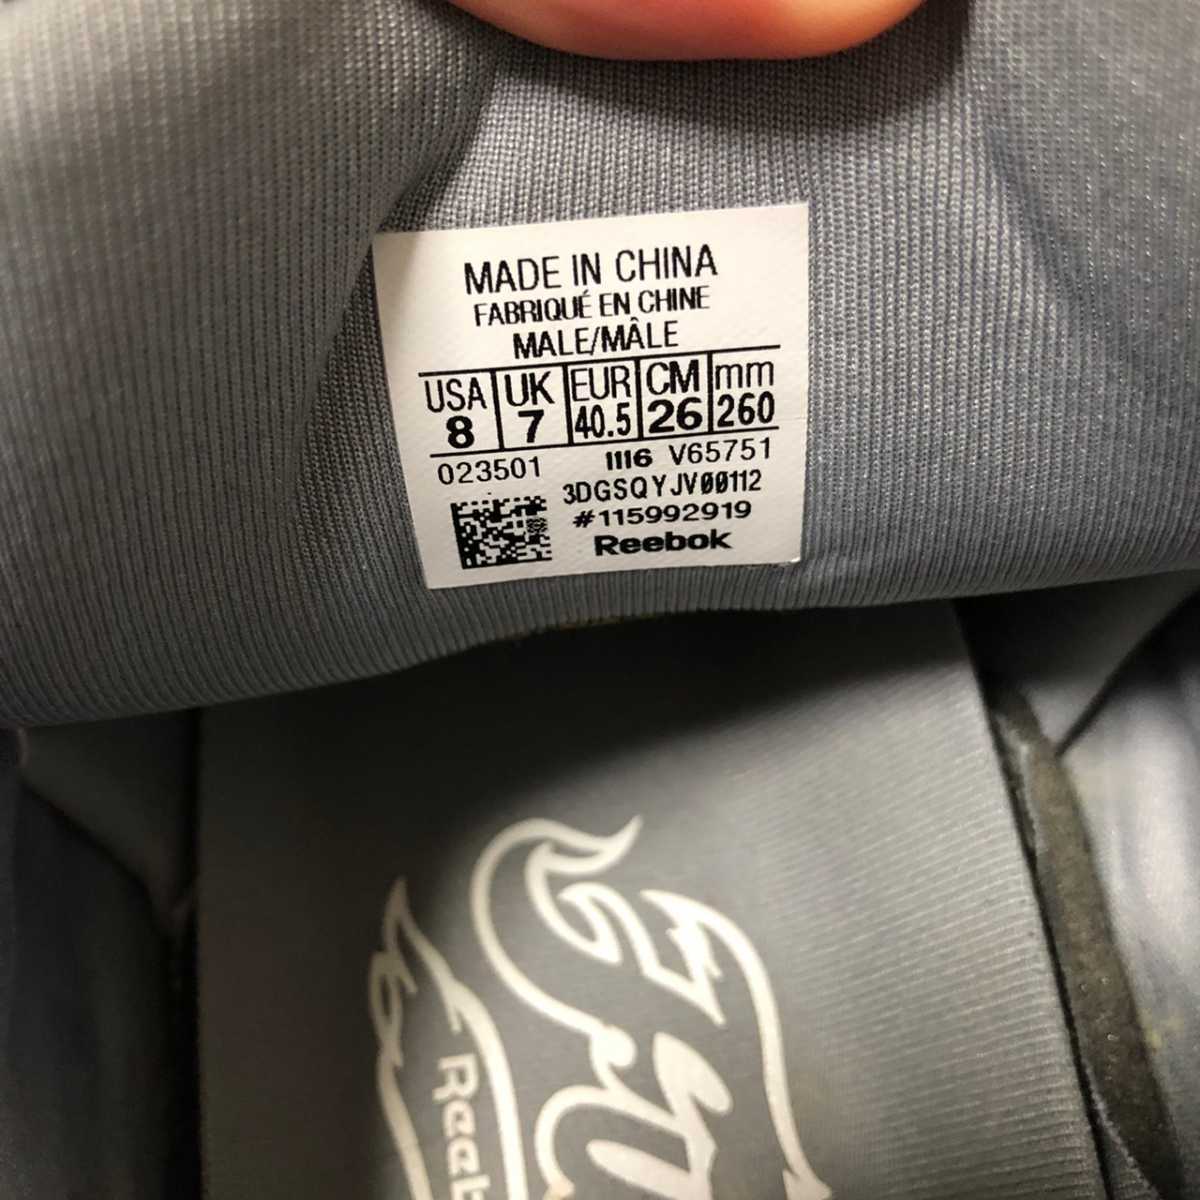 MADE IN CHINA
FABRIQUÉ EN CHINE
MALE/MÂLE
USA UK EUR CM mm
8 7 40.5 26 260
023501 1116 V65751
3DGSQYJV00112
#115992919
Reebok
Reeb